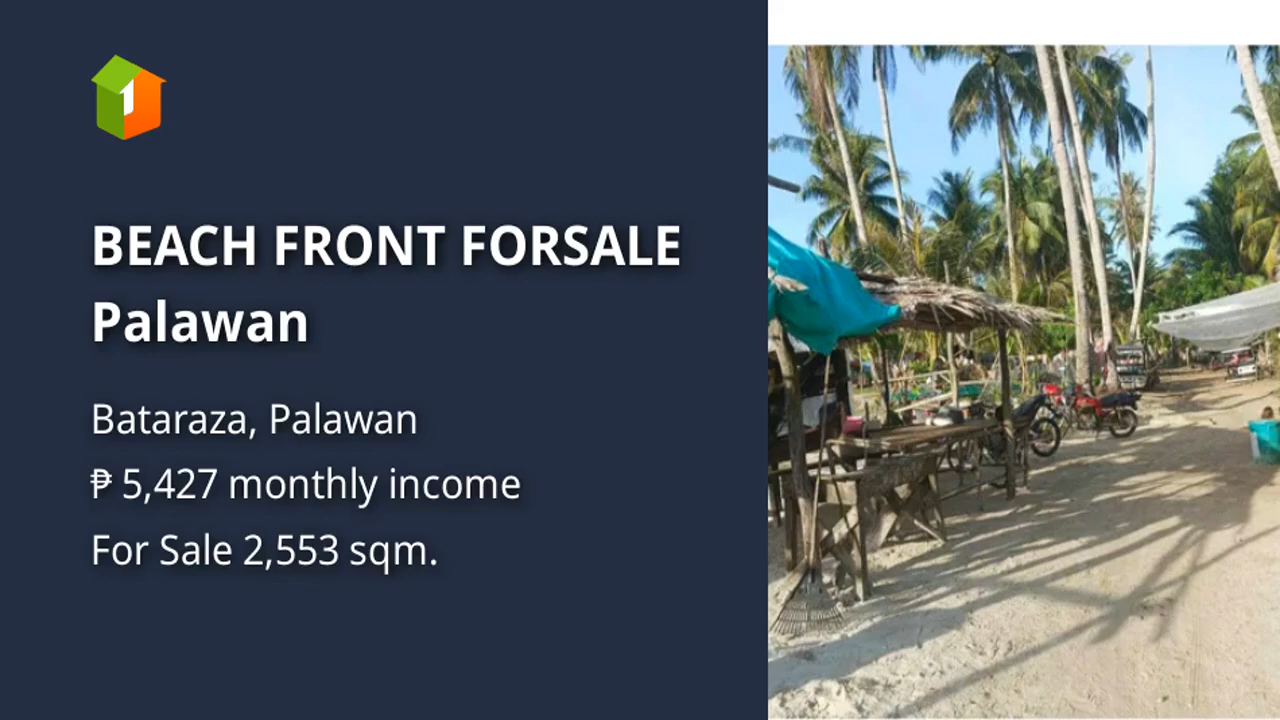 BEACH FRONT FORSALE
Palawan
Bataraza, Palawan
₱ 5,427 monthly income
For Sale 2,553 sqm.